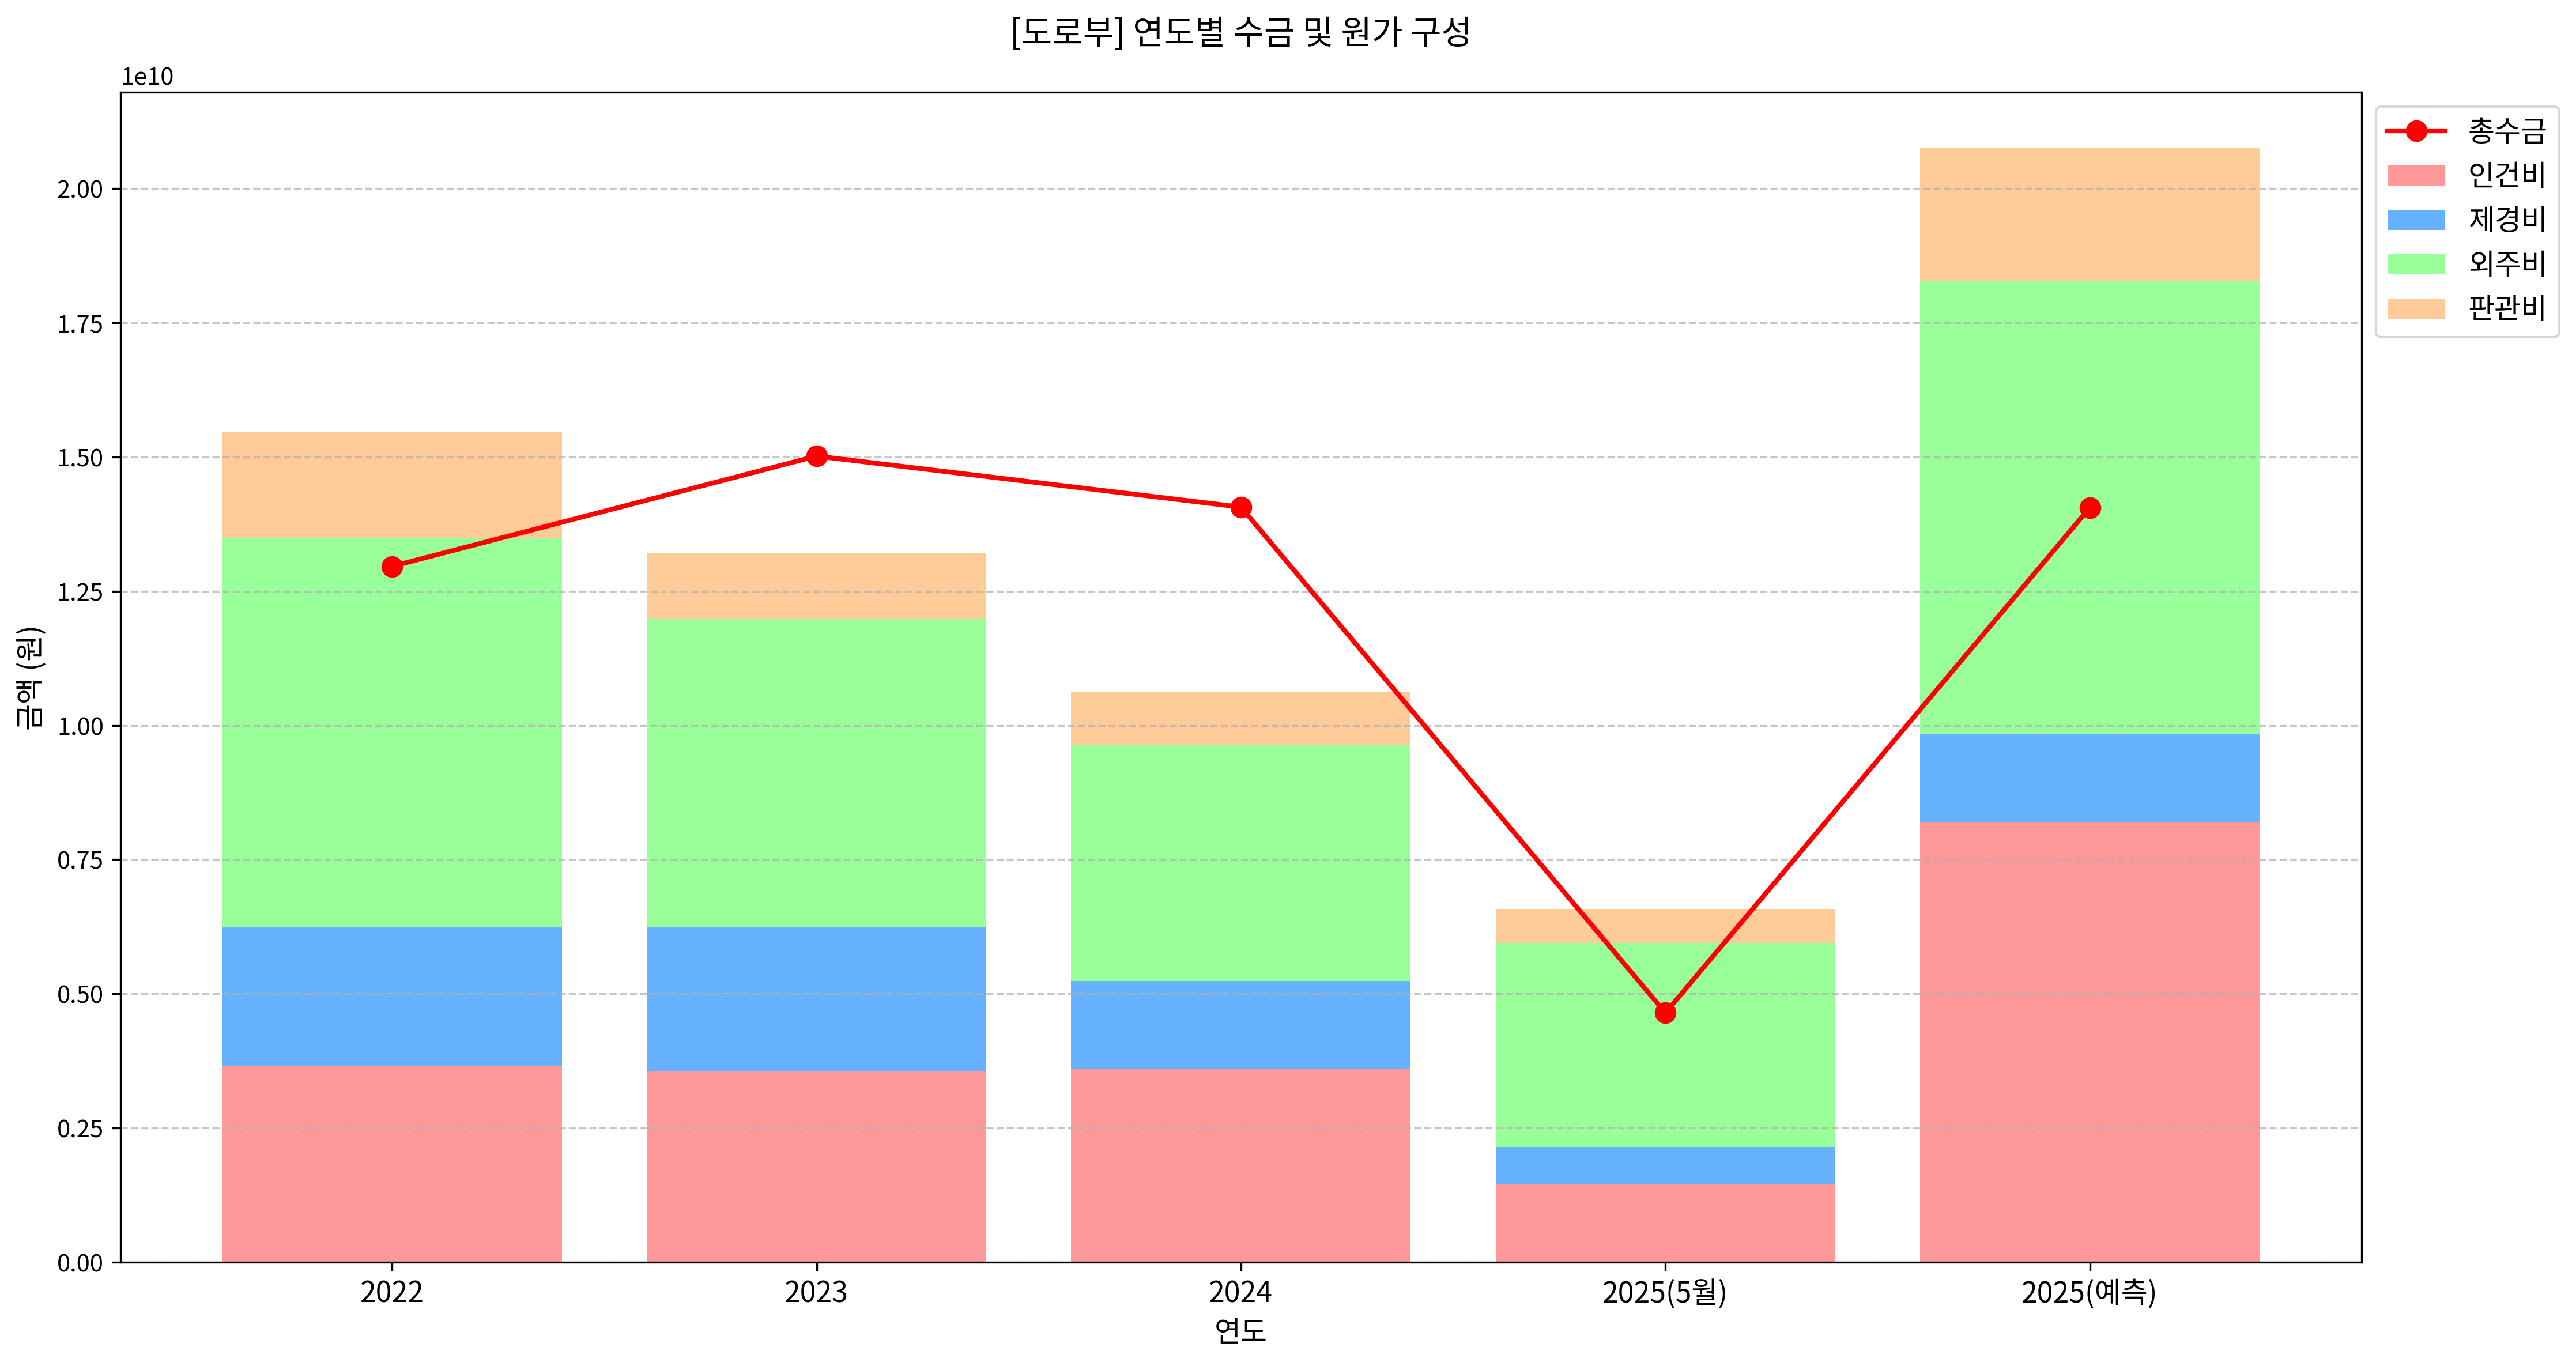 [도로부] 연도별 수금 및 원가 구성
1e10
2.00
1.75
1.50
1.25
1.00
0.75
0.50
0.25
0.00
금액 (원)
2022
2023
2024
2025(5월)
2025(예측)
연도
총수금
인건비
제경비
외주비
판관비